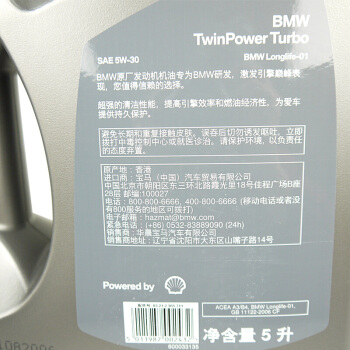 BMW
TwinPower Turbo
SAE 5W-30
BMW Longlife-01
BMW原厂发动机机油专为BMW研发，激发引擎巅峰表
现，您值得信赖的选择。
超强的清洁性能，提高引擎效率和燃油经济性，为爱车
提供持久保护。
避免长期和重复接触皮肤。误吞后切勿诱发呕吐，立即
拨打中毒控制中心或就医诊治。请保护环境，以负责任
的态度弃置。
原产地：香港
进口商：宝马（中国）汽车贸易有限公司
中国北京市朝阳区东三环北路霞光里18号佳程广场B座
28层 邮编:100027
电话：800-800-6666，400-800-6666 (移动电话或者没
有800服务的地区拨打)
电子邮件: hazmat@bmw.com
紧急救援：+(86) 0532-83889090 (中国)
经销商：华晨宝马汽车有限公司
地址：辽宁省沈阳市大东区山嘴子路14号
Powered by
ACEA A3/B4, BMW Longlife-01,
GB 11122-2006 CF
净含量 5 升